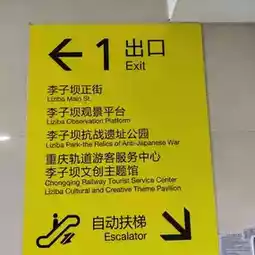 ← 1 出口
Exit
李子坝正街
Liziba Main St.
李子坝观景平台
Liziba Observation Platform
李子坝抗战遗址公园
Liziba Park-the Relics of Anti-Japanese War
重庆轨道游客服务中心
李子坝文创主题馆
Chongqing Railway Tourist Service Center
Liziba Cultural and Creative Theme Pavilion
自动扶梯 ↘
Escalator